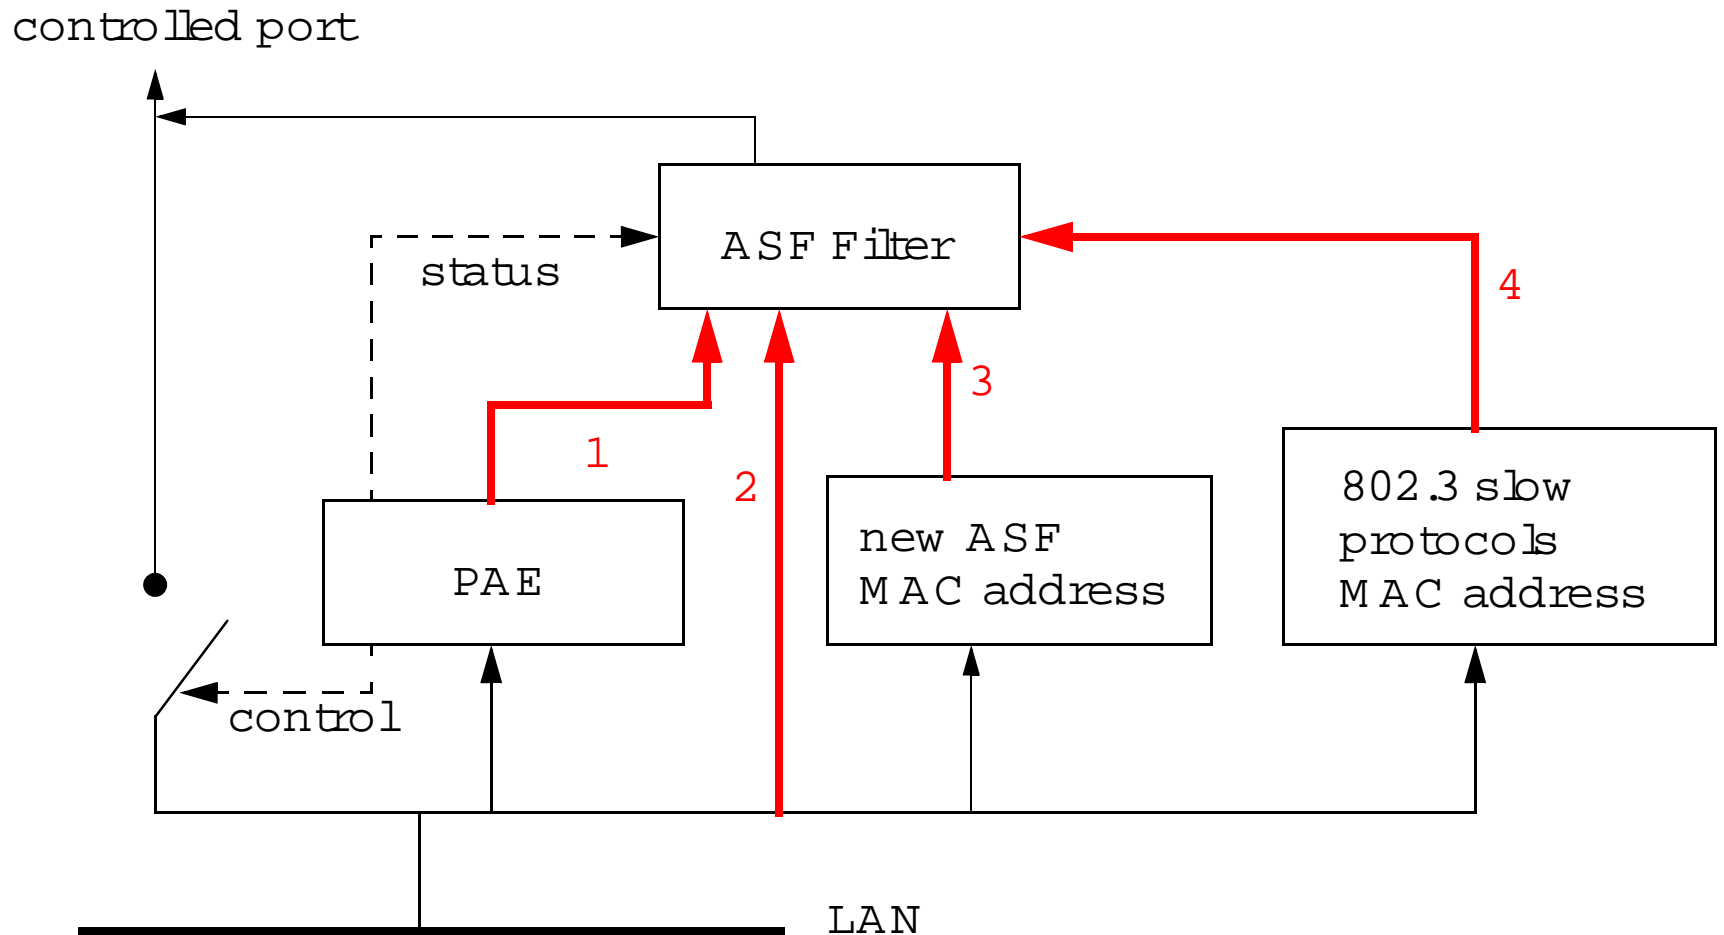 controlled port
ASF Filter
status
4
3
1
2
802.3 slow
protocols
MAC address
new ASF
MAC address
PAE
control
LAN